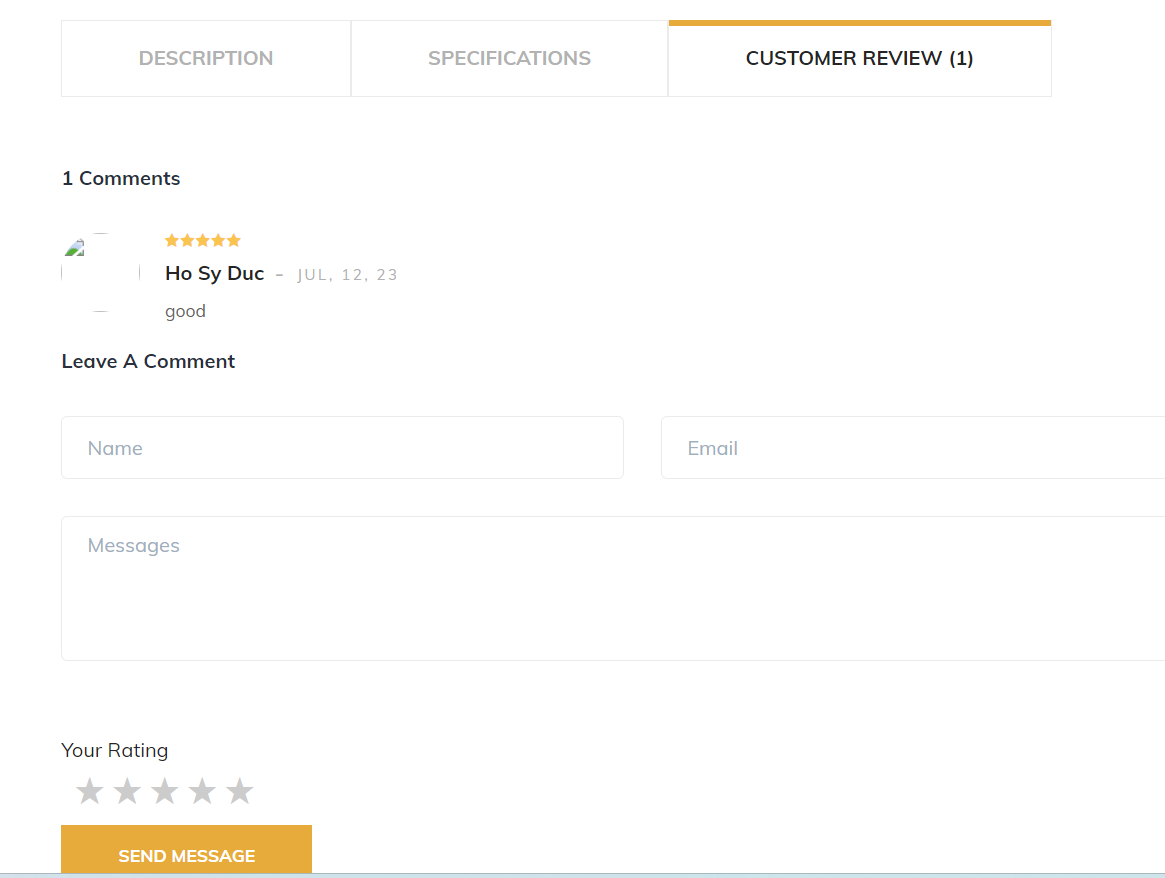 DESCRIPTION SPECIFICATIONS CUSTOMER REVIEW (1)
1 Comments
Ho Sy Duc - JUL, 12, 23
good
Leave A Comment
Name Email
Messages
Your Rating
SEND MESSAGE